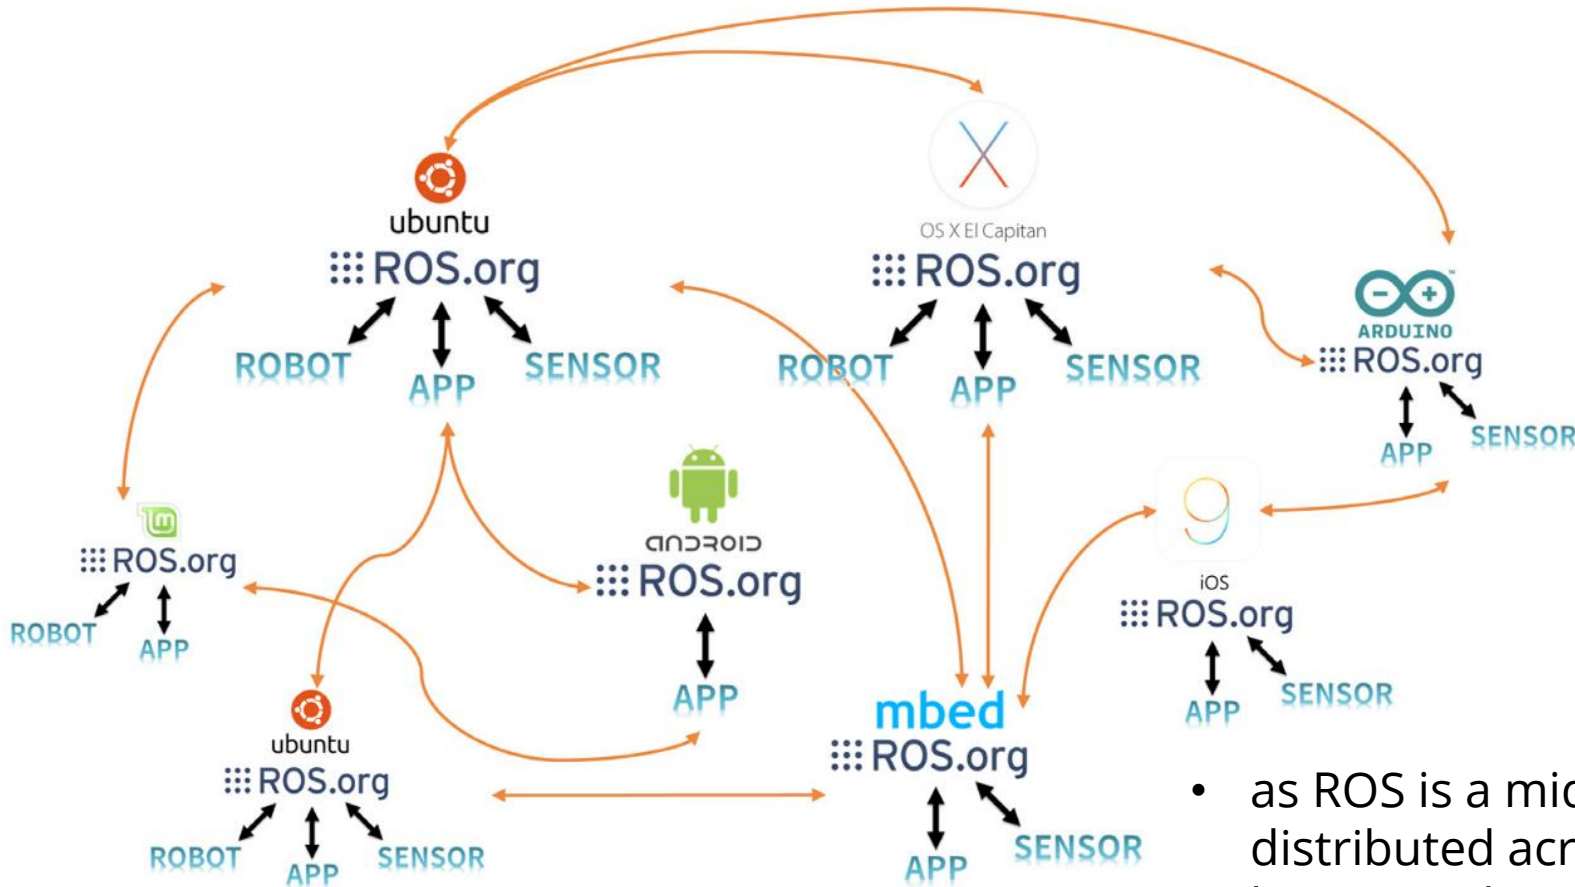 ubuntu
ROS.org
ROBOT
APP
SENSOR
OS X El Capitan
ROS.org
ROBOT
APP
SENSOR
ARDUINO
ROS.org
APP
SENSOR
ROS.org
ROBOT
APP
ANDROID
ROS.org
APP
9
iOS
ROS.org
APP
SENSOR
ubuntu
ROS.org
ROBOT
APP
SENSOR
mbed
ROS.org
APP
SENSOR
• as ROS is a
distributed